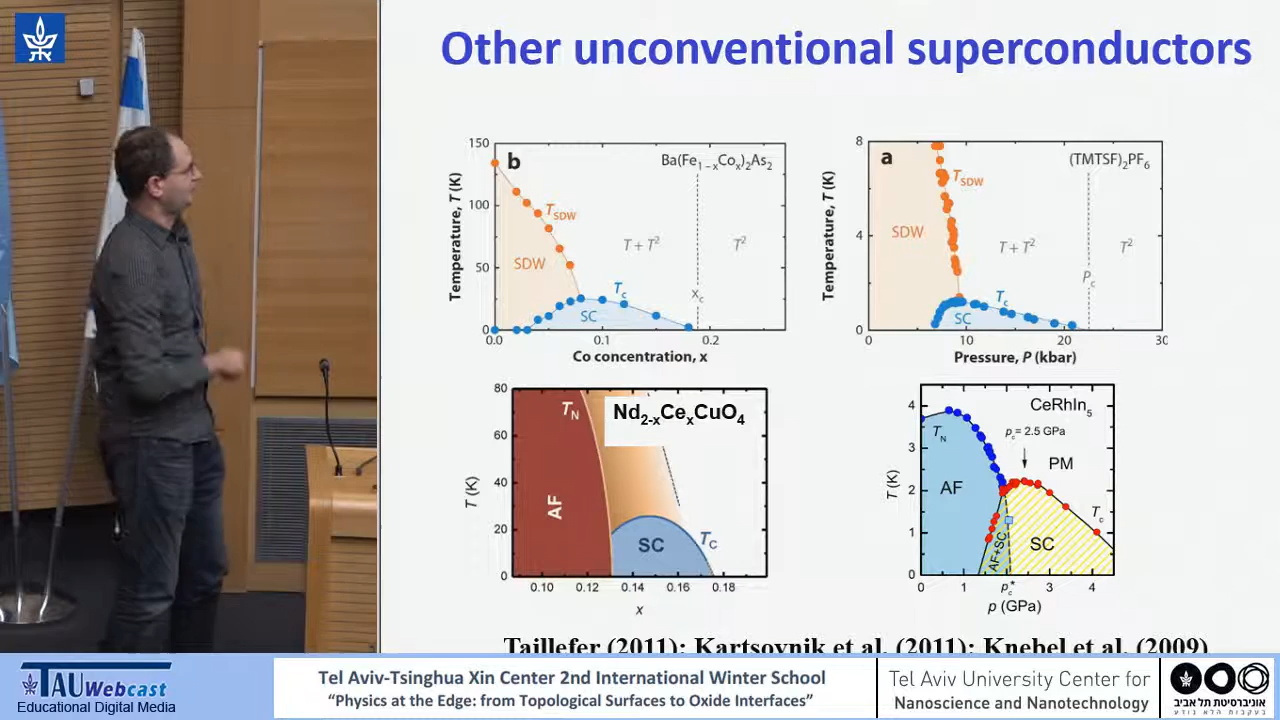 Other unconventional superconductors
b
Ba(Fe1−xCox)2As2
150
100
50
0
Temperature, T (K)
TSDW
SDW
T + T²
T²
Tc
xc
SC
0.0
0.1
0.2
Co concentration, x
a
(TMTSF)2PF6
8
4
0
Temperature, T (K)
TSDW
SDW
T + T²
T²
Pc
Tc
SC
0
10
20
30
Pressure, P (kbar)
80
60
40
20
0
T (K)
TN
Nd2-xCexCuO4
AF
SC
TC
0.10
0.12
0.14
0.16
0.18
x
4
3
2
1
0
T (K)
CeRhIn5
pc= 2.5 GPa
TN
PM
AF
Tc
AF+SC
SC
0
1
pc*
3
4
p (GPa)
Taillefer (2011); Kartsovnik et al. (2011); Knebel et al. (2009)
TAU Webcast
Educational Digital Media
Tel Aviv-Tsinghua Xin Center 2nd International Winter School
“Physics at the Edge: from Topological Surfaces to Oxide Interfaces”
Tel Aviv University Center for
Nanoscience and Nanotechnology
אוניברסיטת תל אביב